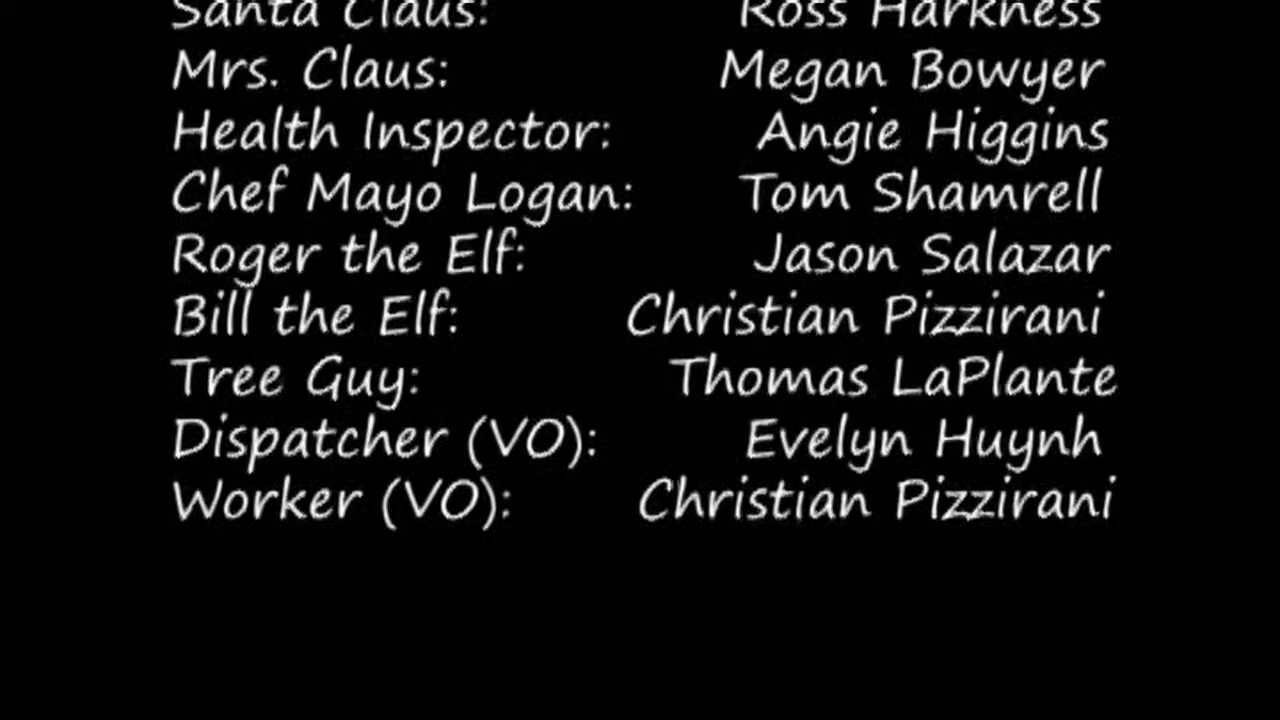 Santa Claus: Ross Harkness
Mrs. Claus: Megan Bowyer
Health Inspector: Angie Higgins
Chef Mayo Logan: Tom Shamrell
Roger the Elf: Jason Salazar
Bill the Elf: Christian Pizzirani
Tree Guy: Thomas LaPlante
Dispatcher (VO): Evelyn Huynh
Worker (VO): Christian Pizzirani